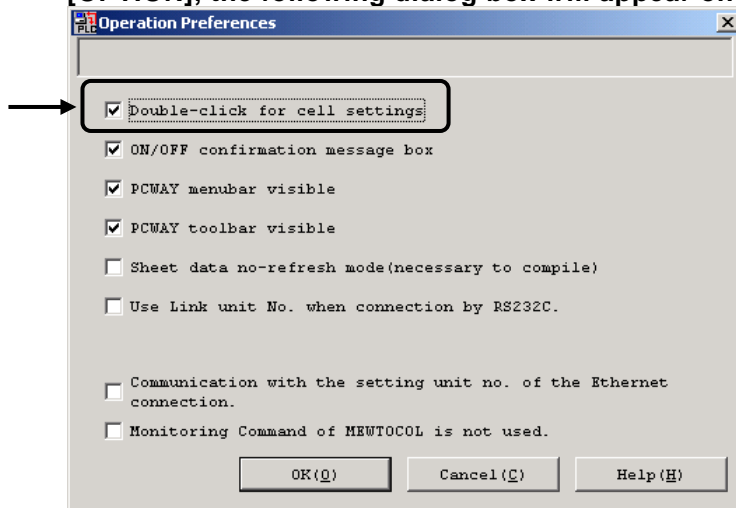 Operation Preferences
Double-click for cell settings
ON/OFF confirmation message box
PCWAY menubar visible
PCWAY toolbar visible
Sheet data no-refresh mode(necessary to compile)
Use Link unit No. when connection by RS232C.
Communication with the setting unit no. of the Ethernet
connection.
Monitoring Command of MEWTOCOL is not used.
OK(O) Cancel(C) Help(H)